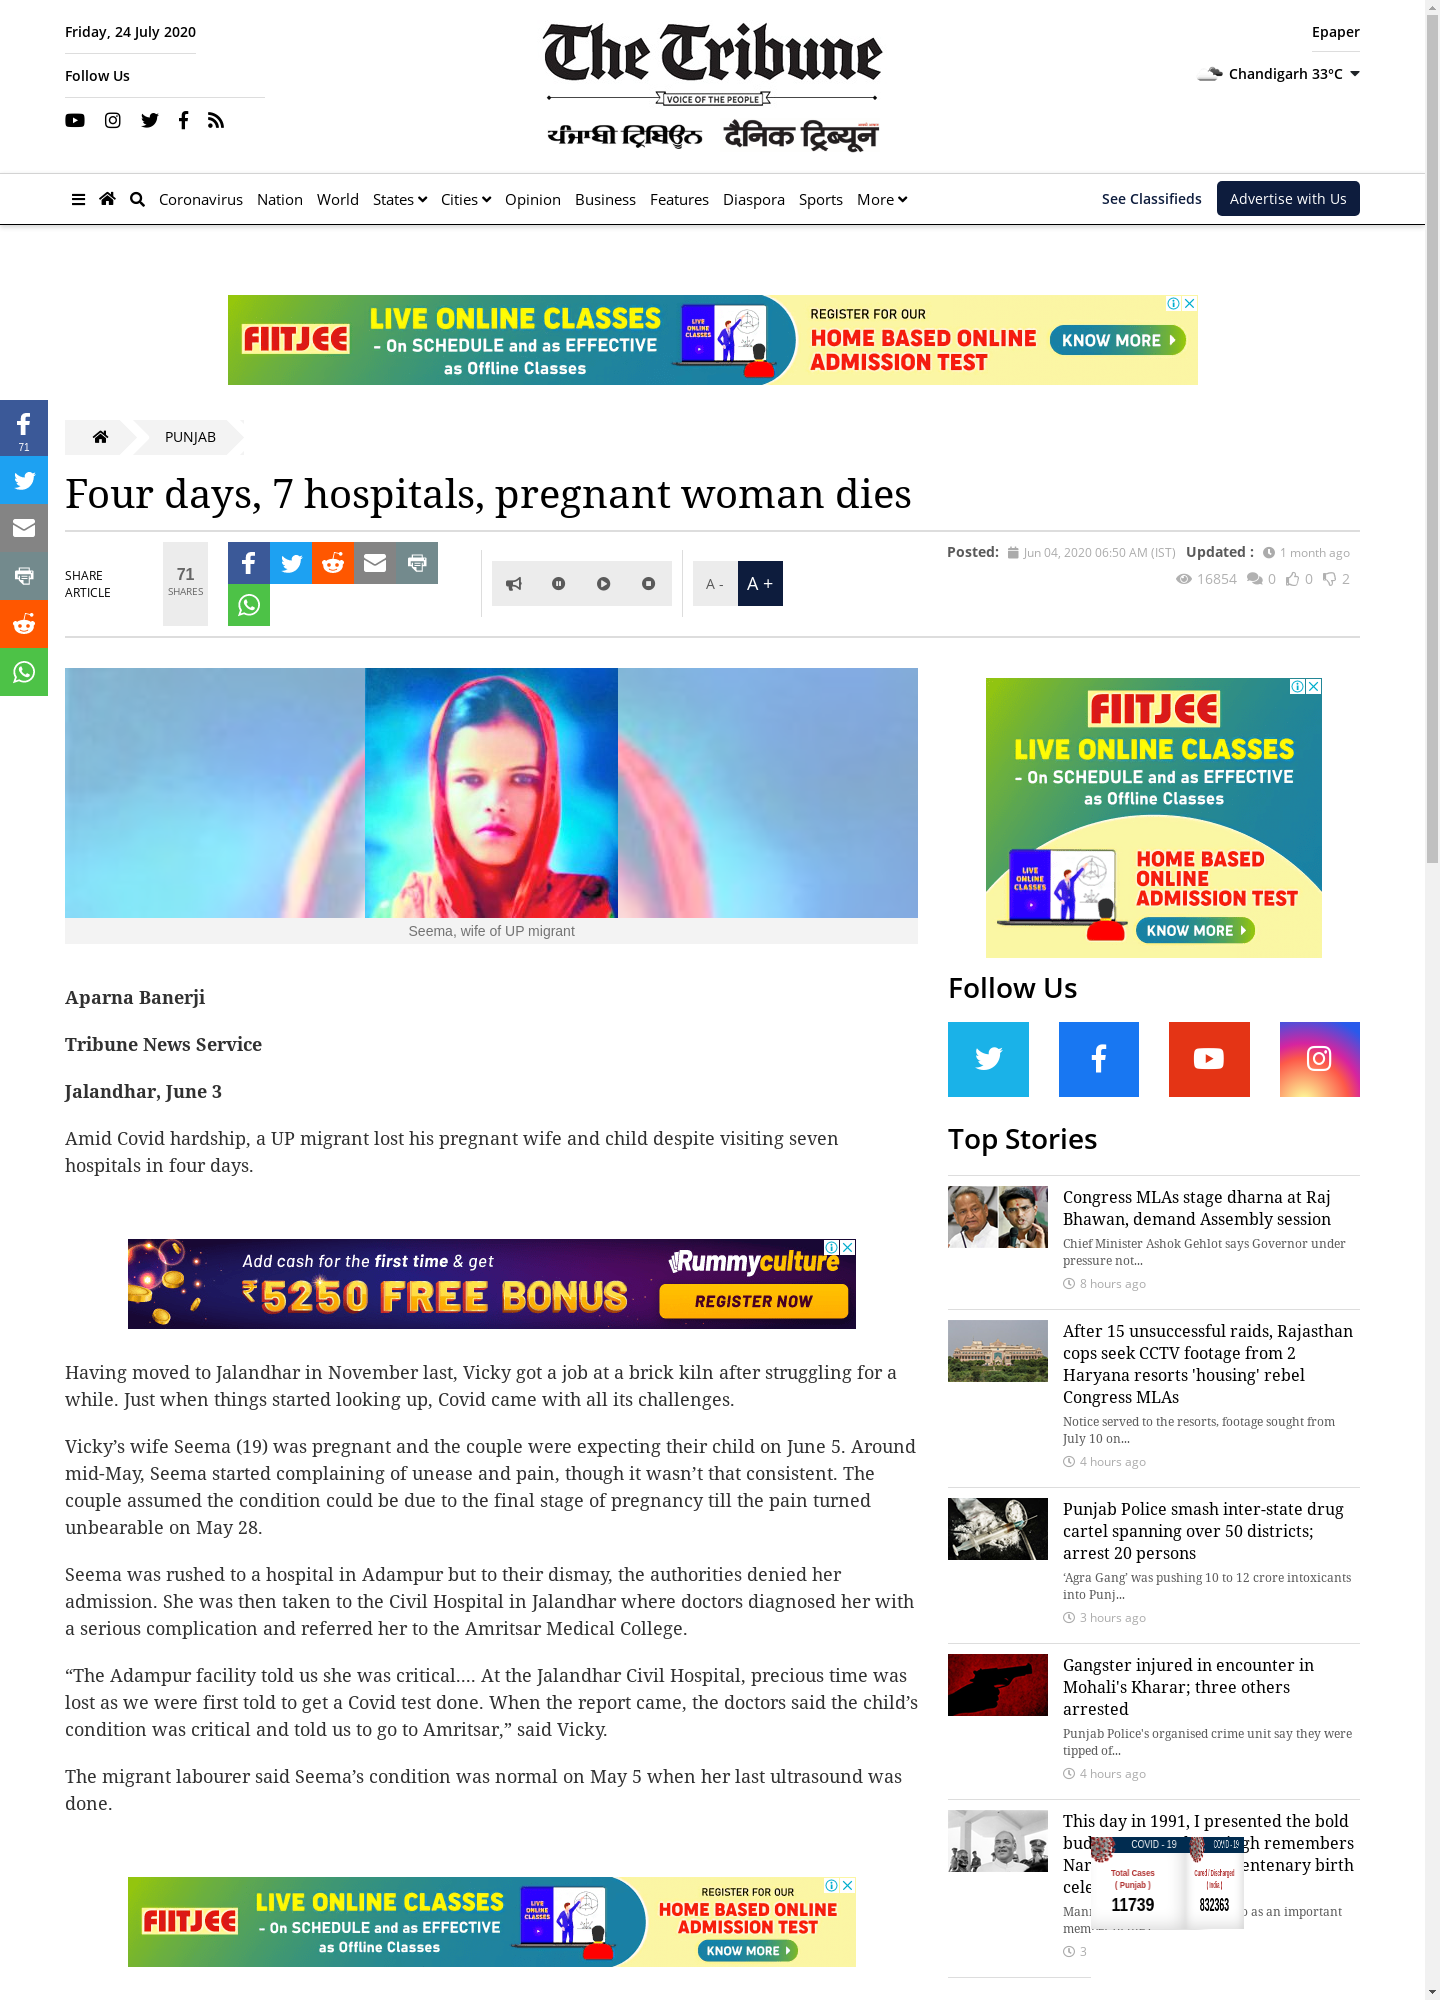 Friday, 24 July 2020
Follow Us
The Tribune
VOICE OF THE PEOPLE
ਪੰਜਾਬੀ ਟ੍ਰਿਬਿਊਨ दैनिक ट्रिब्यून
Epaper
Chandigarh 33°C
Coronavirus Nation World States Cities Opinion Business Features Diaspora Sports More
See Classifieds Advertise with Us
FIITJEE
LIVE ONLINE CLASSES
- On SCHEDULE and as EFFECTIVE
as Offline Classes
LIVE ONLINE CLASSES
REGISTER FOR OUR
HOME BASED ONLINE
ADMISSION TEST
KNOW MORE
71
PUNJAB
Four days, 7 hospitals, pregnant woman dies
SHARE
ARTICLE
71
SHARES
A - A +
Posted: Jun 04, 2020 06:50 AM (IST) Updated : 1 month ago
16854 0 0 2
Seema, wife of UP migrant
Aparna Banerji
Tribune News Service
Jalandhar, June 3
Amid Covid hardship, a UP migrant lost his pregnant wife and child despite visiting seven
hospitals in four days.
Add cash for the first time & get
₹5250 FREE BONUS
Rummyculture
REGISTER NOW
Having moved to Jalandhar in November last, Vicky got a job at a brick kiln after struggling for a
while. Just when things started looking up, Covid came with all its challenges.
Vicky’s wife Seema (19) was pregnant and the couple were expecting their child on June 5. Around
mid-May, Seema started complaining of unease and pain, though it wasn’t that consistent. The
couple assumed the condition could be due to the final stage of pregnancy till the pain turned
unbearable on May 28.
Seema was rushed to a hospital in Adampur but to their dismay, the authorities denied her
admission. She was then taken to the Civil Hospital in Jalandhar where doctors diagnosed her with
a serious complication and referred her to the Amritsar Medical College.
“The Adampur facility told us she was critical.... At the Jalandhar Civil Hospital, precious time was
lost as we were first told to get a Covid test done. When the report came, the doctors said the child’s
condition was critical and told us to go to Amritsar,” said Vicky.
The migrant labourer said Seema’s condition was normal on May 5 when her last ultrasound was
done.
FIITJEE
LIVE ONLINE CLASSES
- On SCHEDULE and as EFFECTIVE
as Offline Classes
LIVE ONLINE CLASSES
REGISTER FOR OUR
HOME BASED ONLINE
ADMISSION TEST
KNOW MORE
FIITJEE
LIVE ONLINE CLASSES
- On SCHEDULE and as EFFECTIVE
as Offline Classes
LIVE ONLINE CLASSES
HOME BASED
ONLINE
ADMISSION TEST
KNOW MORE
Follow Us
Top Stories
Congress MLAs stage dharna at Raj
Bhawan, demand Assembly session
Chief Minister Ashok Gehlot says Governor under
pressure not...
8 hours ago
After 15 unsuccessful raids, Rajasthan
cops seek CCTV footage from 2
Haryana resorts 'housing' rebel
Congress MLAs
Notice served to the resorts, footage sought from
July 10 on...
4 hours ago
Punjab Police smash inter-state drug
cartel spanning over 50 districts;
arrest 20 persons
‘Agra Gang’ was pushing 10 to 12 crore intoxicants
into Punj...
3 hours ago
Gangster injured in encounter in
Mohali's Kharar; three others
arrested
Punjab Police's organised crime unit say they were
tipped of...
4 hours ago
This day in 1991, I presented the bold
remembers
centenary birth
as an important
3
COVID - 19 COVID - 19
Total Cases
( Punjab )
11739
Cured / Discharged
( India )
832363